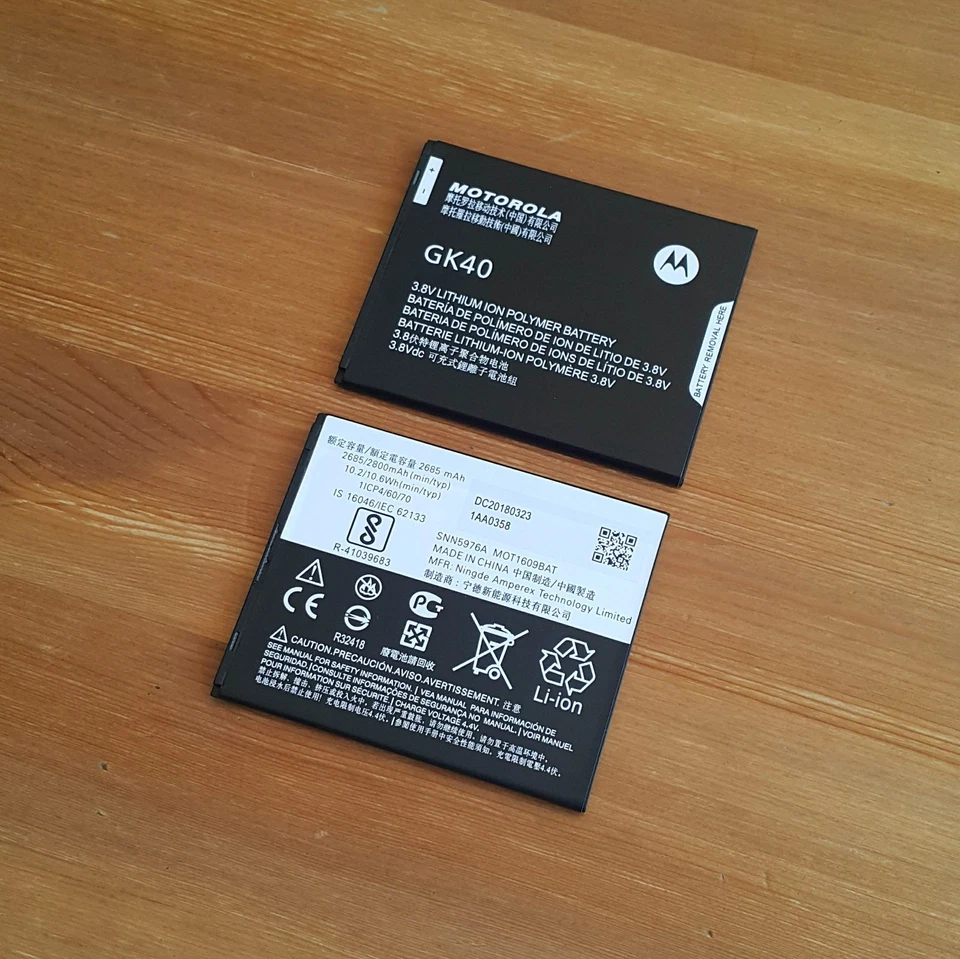 + -
MOTOROLA
摩托罗拉移动技术(中国)有限公司
摩托羅拉移動技術(中國)有限公司
GK40
3.8V LITHIUM ION POLYMER BATTERY
BATERÍA DE POLÍMERO DE ION DE LITIO DE 3.8V
BATERIA DE POLÍMERO DE IONS DE LÍTIO DE 3.8V
BATTERIE LITHIUM-ION POLYMÈRE 3.8V
3.8伏特锂离子聚合物电池
3.8Vdc 可充式鋰離子電池組
BATTERY REMOVAL HERE
額定容量/額定電容量 2685 mAh
2685/2800mAh(min/typ)
10.2/10.6Wh(min/typ)
1ICP4/60/70
IS 16046/IEC 62133
R-41039683
DC20180323
1AA0358
SNN5976A MOT1609BAT
MADE IN CHINA 中国制造/中國製造
MFR: Ningde Amperex Technology Limited
制造商: 宁德新能源科技有限公司
R32418
廢電池請回收
Li-ion
CAUTION.PRECAUCIÓN.AVISO.AVERTISSEMENT. 注意
SEE MANUAL FOR SAFETY INFORMATION. | VEA MANUAL PARA INFORMACIÓN DE
SEGURIDAD. | CONSULTE INFORMAÇÕES DE SEGURANÇA NO MANUAL. | VOIR MANUEL
POUR INFORMATION SUR SÉCURITÉ. | CHARGE VOLTAGE 4.4V.